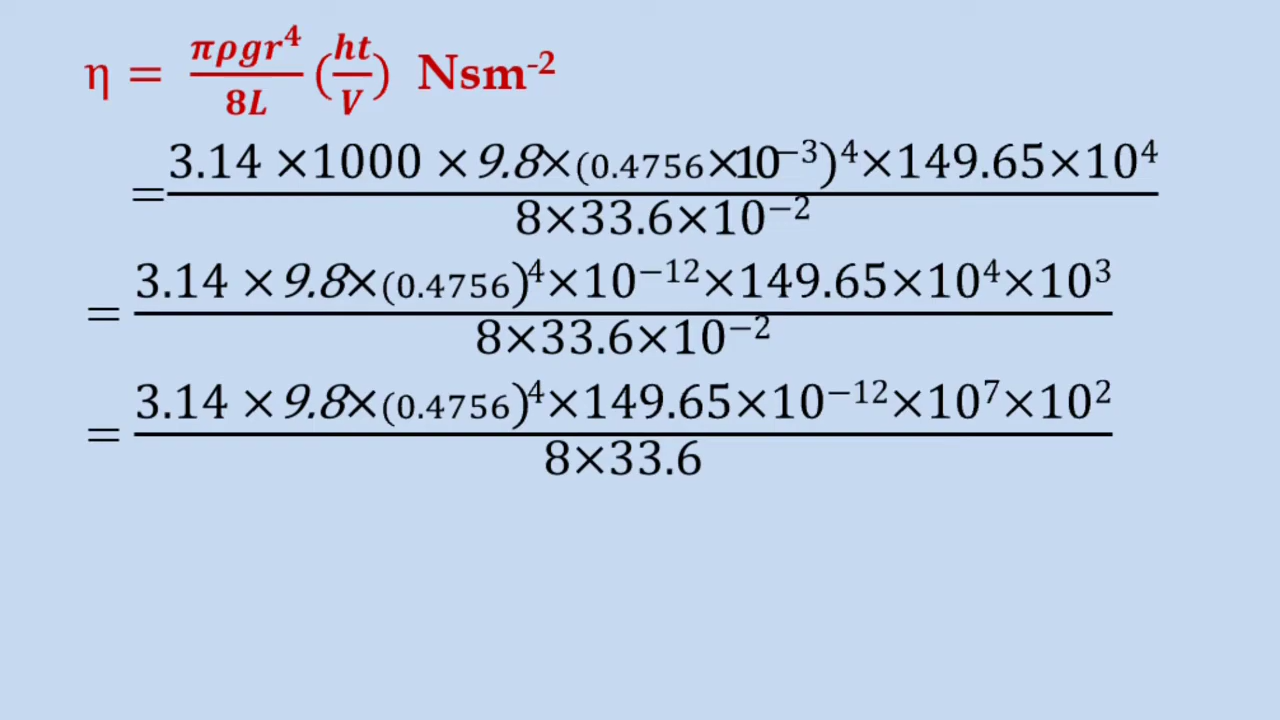 η = πρgr⁴/8L (ht/V) Nsm⁻²
= 3.14 ×1000 ×9.8×(0.4756×10⁻³)⁴×149.65×10⁴/8×33.6×10⁻²
= 3.14 ×9.8×(0.4756)⁴×10⁻¹²×149.65×10⁴×10³/8×33.6×10⁻²
= 3.14 ×9.8×(0.4756)⁴×149.65×10⁻¹²×10⁷×10²/8×33.6